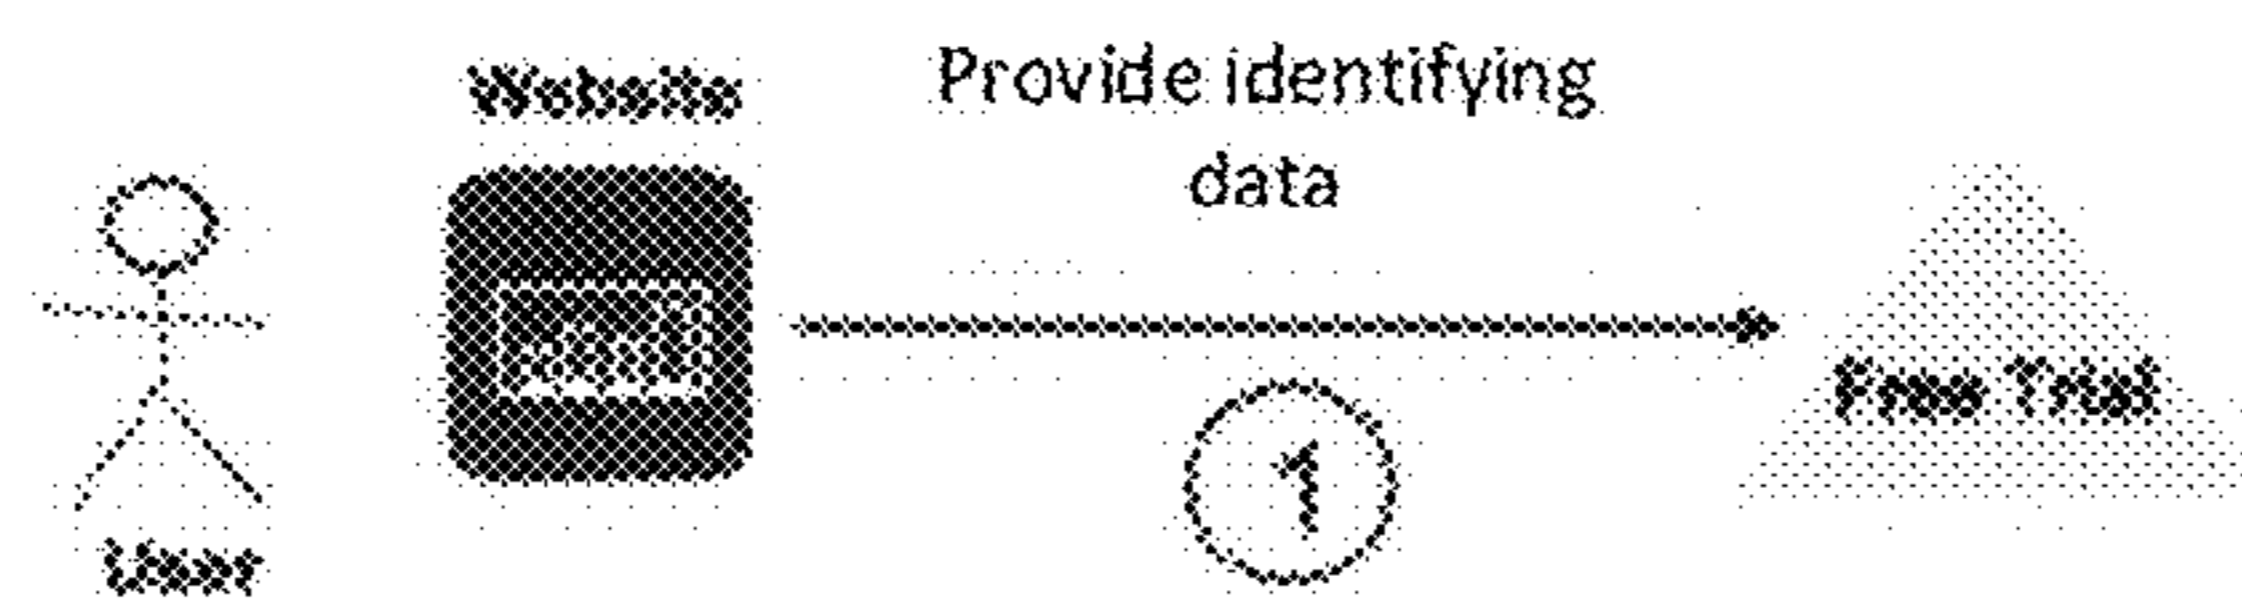 Website
Provide identifying
data
Free Trial
1
User